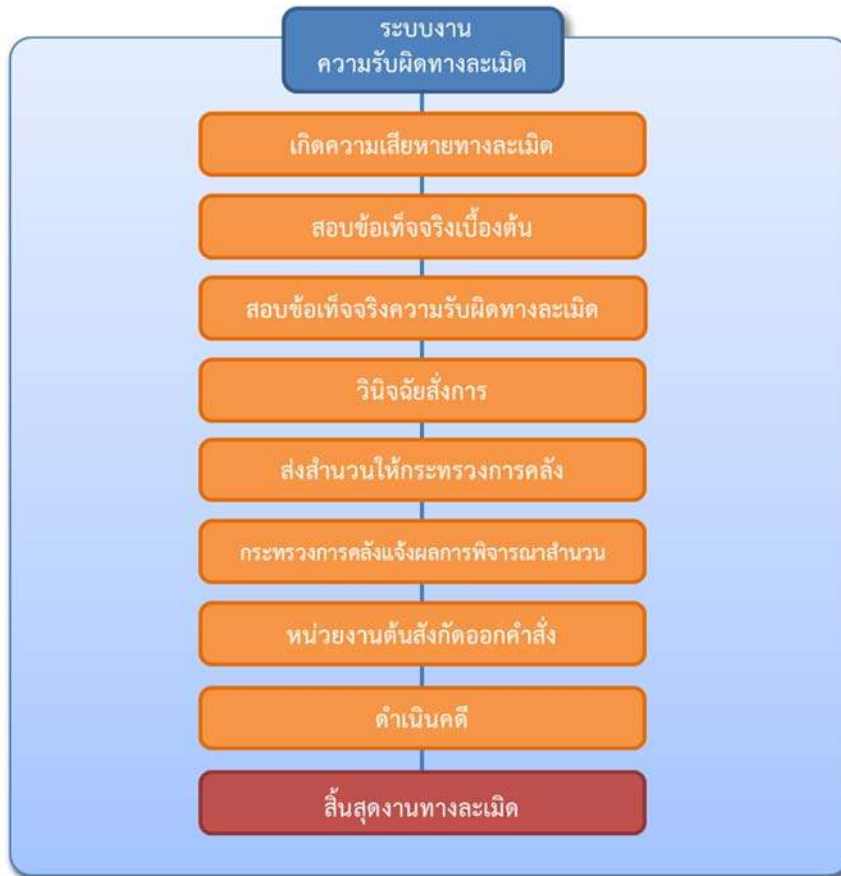 ระบบงาน
ความรับผิดทางละเมิด
เกิดความเสียหายทางละเมิด
สอบข้อเท็จจริงเบื้องต้น
สอบข้อเท็จจริงความรับผิดทางละเมิด
วินิจฉัยสั่งการ
ส่งสำนวนให้กระทรวงการคลัง
กระทรวงการคลังแจ้งผลการพิจารณาสำนวน
หน่วยงานต้นสังกัดออกคำสั่ง
ดำเนินคดี
สิ้นสุดงานทางละเมิด